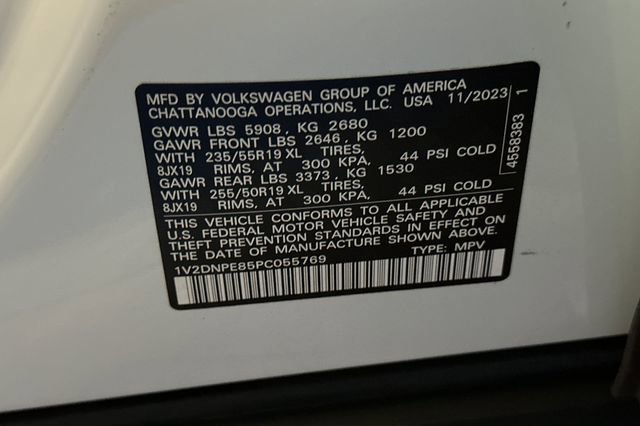 MFD BY VOLKSWAGEN GROUP OF AMERICA
CHATTANOOGA OPERATIONS, LLC. USA 11/2023
GVWR LBS 5908, KG 2680
GAWR FRONT LBS 2646, KG 1200
WITH 235/55R19 XL TIRES,
8JX19 RIMS, AT 300 KPA, 44 PSI COLD
GAWR REAR LBS 3373, KG 1530
WITH 255/50R19 XL TIRES,
8JX19 RIMS, AT 300 KPA, 44 PSI COLD
THIS VEHICLE CONFORMS TO ALL APPLICABLE
U.S. FEDERAL MOTOR VEHICLE SAFETY AND
THEFT PREVENTION STANDARDS IN EFFECT ON
THE DATE OF MANUFACTURE SHOWN ABOVE.
1V2DNPE85PC055769 TYPE: MPV
4558383 1